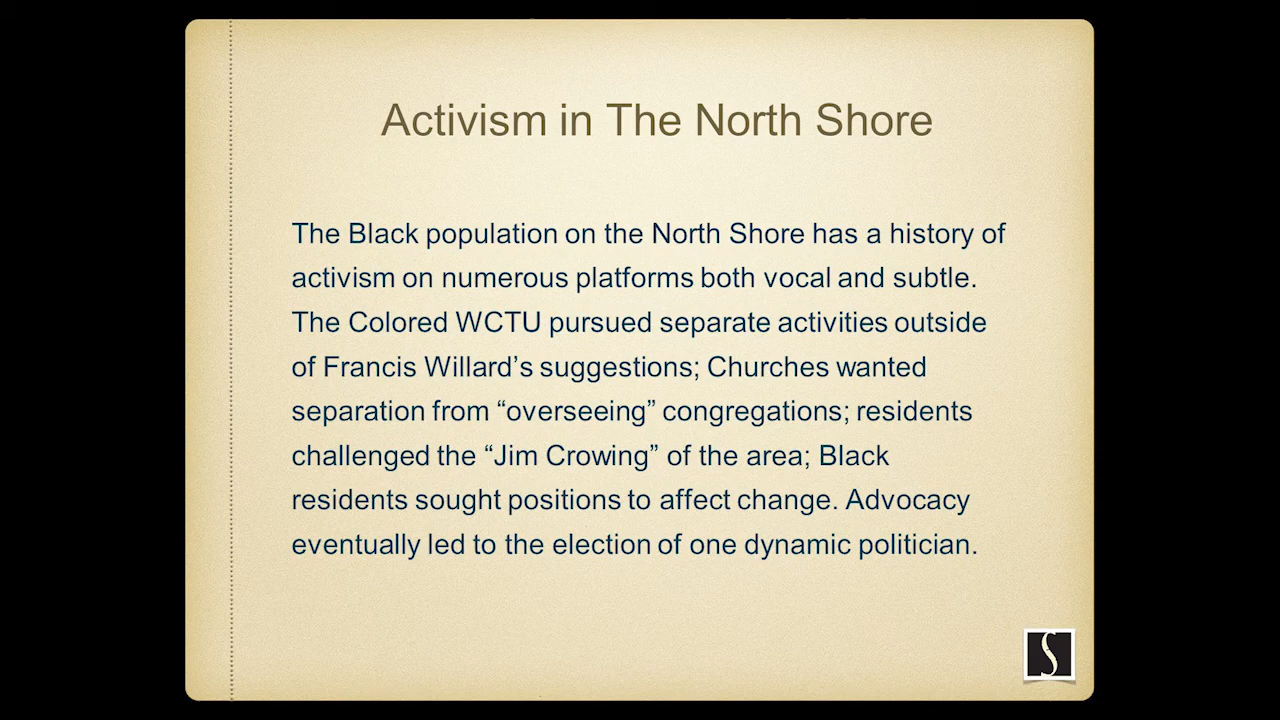 Activism in The North Shore
The Black population on the North Shore has a history of
activism on numerous platforms both vocal and subtle.
The Colored WCTU pursued separate activities outside
of Francis Willard’s suggestions; Churches wanted
separation from “overseeing” congregations; residents
challenged the “Jim Crowing” of the area; Black
residents sought positions to affect change. Advocacy
eventually led to the election of one dynamic politician.
S